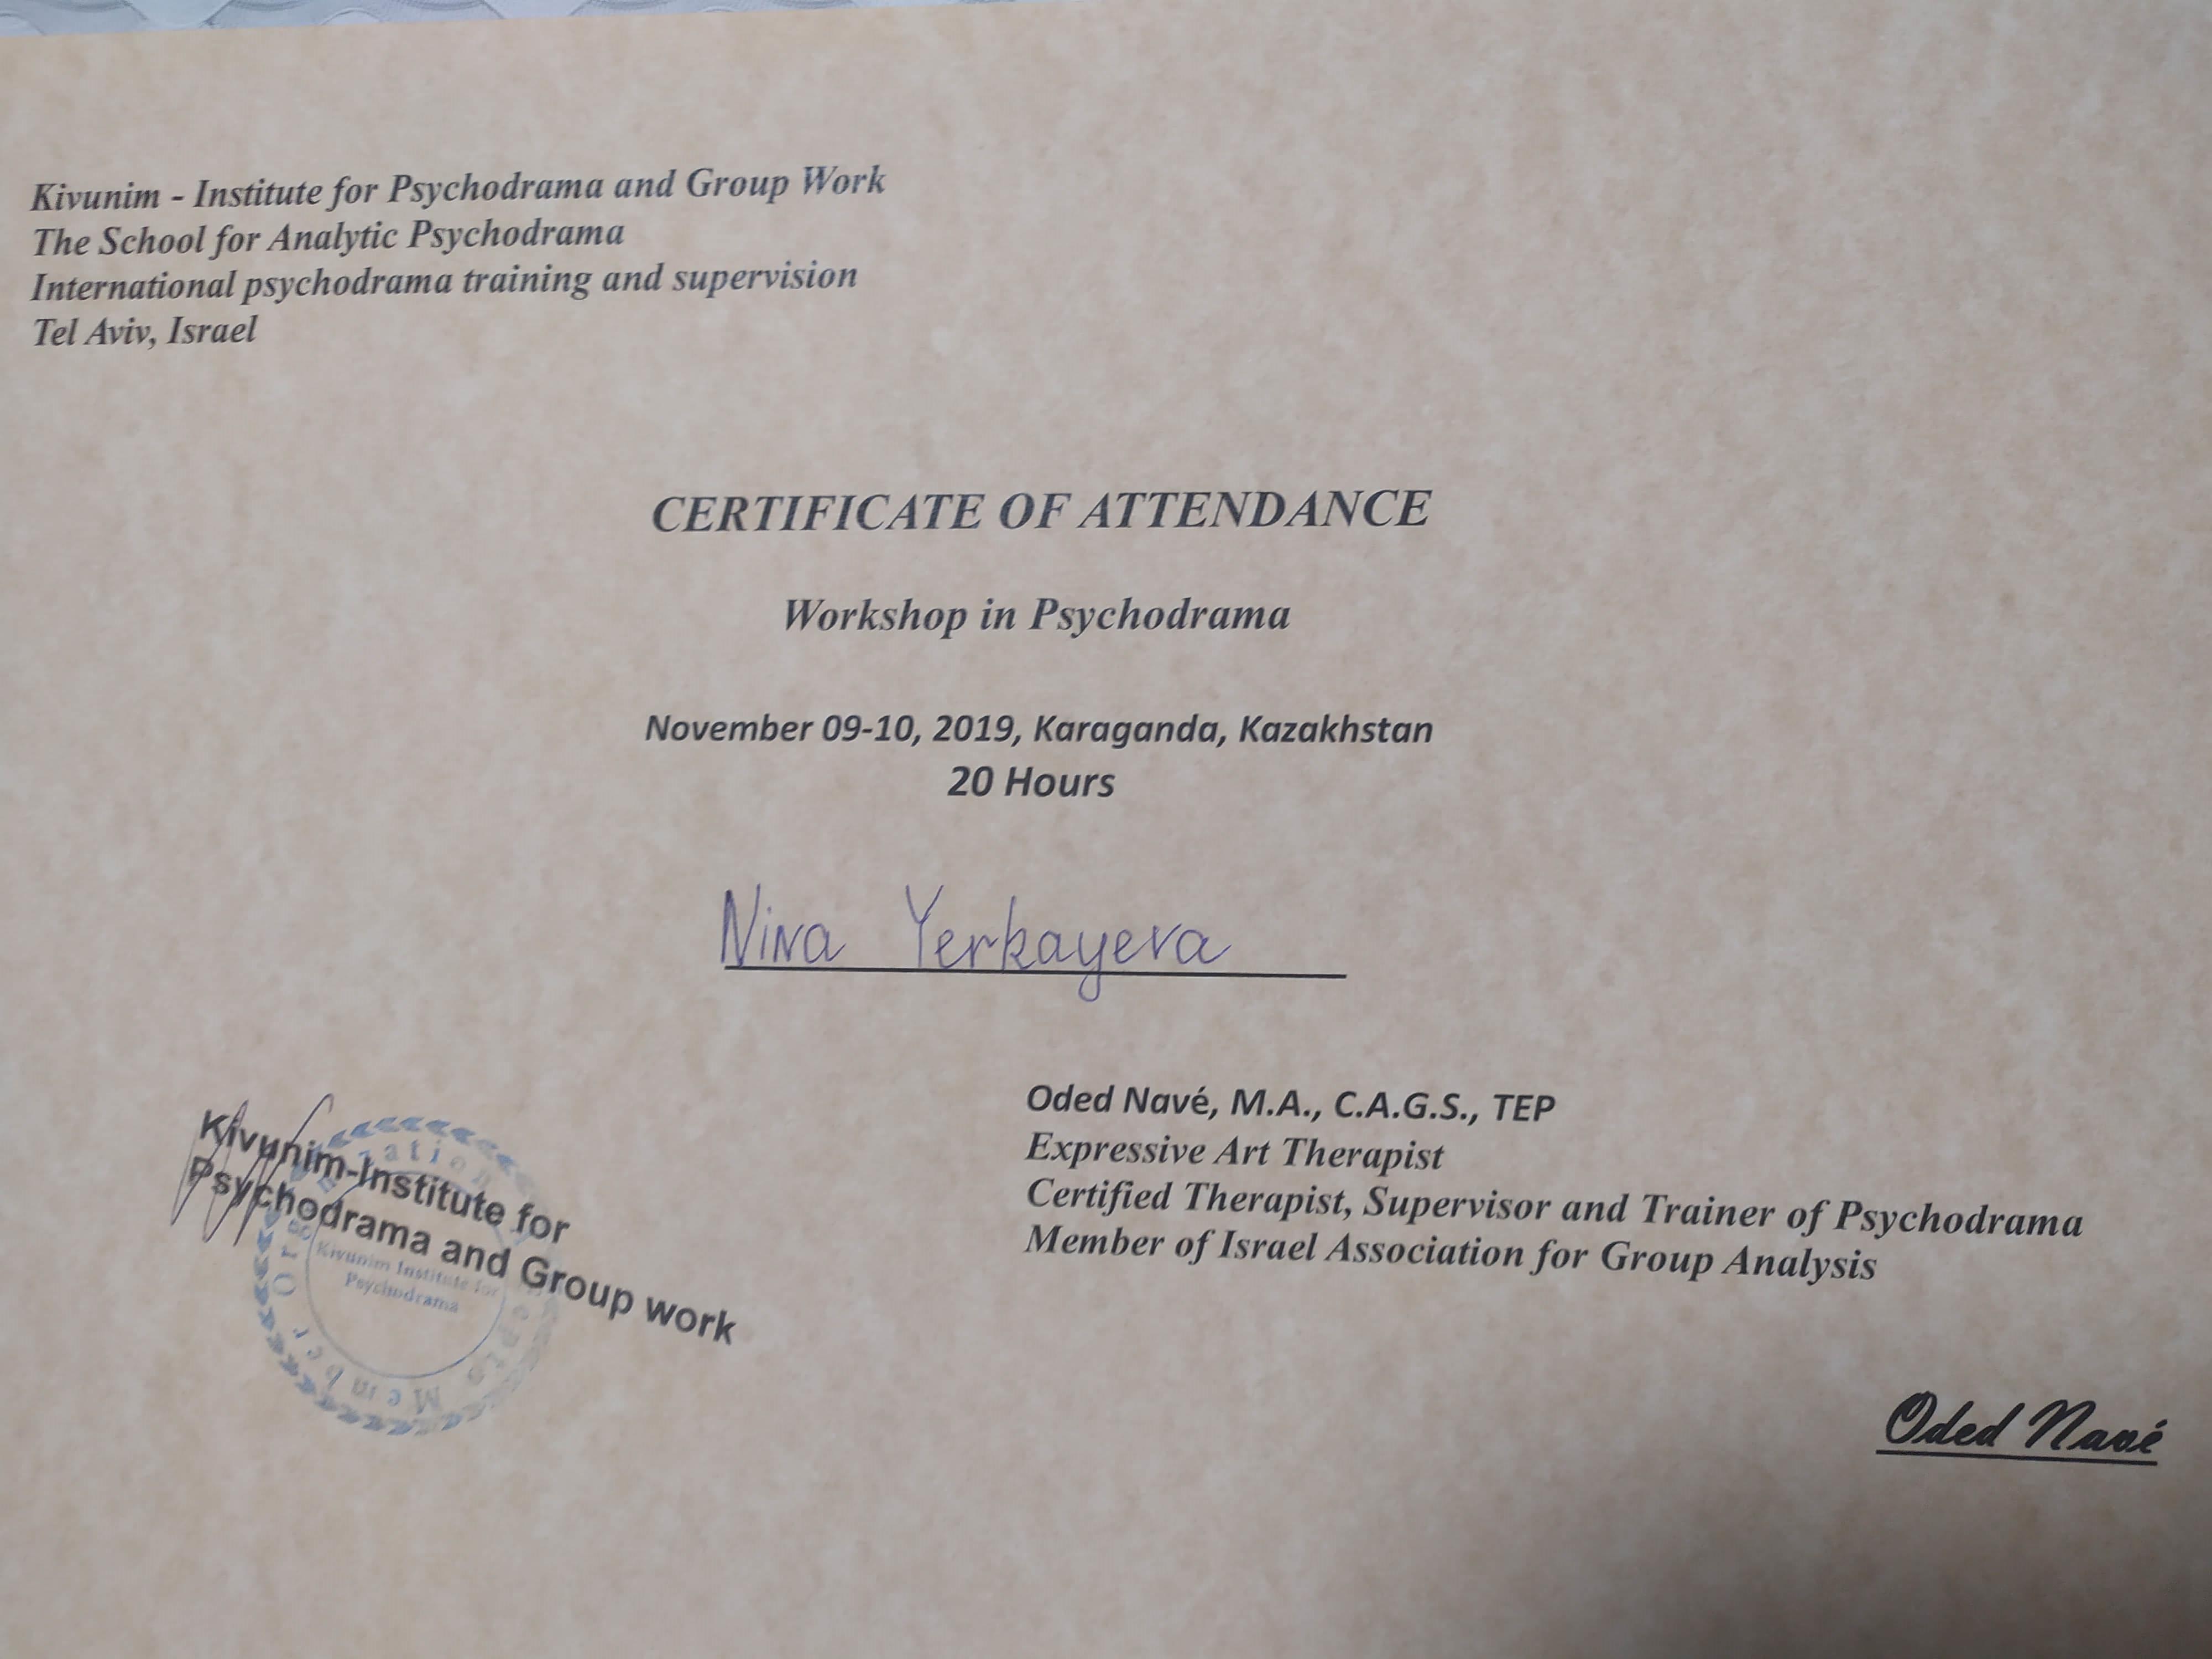 Kivunim - Institute for Psychodrama and Group Work
The School for Analytic Psychodrama
International psychodrama training and supervision
Tel Aviv, Israel
CERTIFICATE OF ATTENDANCE
Workshop in Psychodrama
November 09-10, 2019, Karaganda, Kazakhstan
20 Hours
Nina Yerkayeva
Kivunim-Institute for
Psychodrama and Group work
Kivunim Institute for
Psychodrama
Member
Oded Navé, M.A., C.A.G.S., TEP
Expressive Art Therapist
Certified Therapist, Supervisor and Trainer of Psychodrama
Member of Israel Association for Group Analysis
Oded Navé